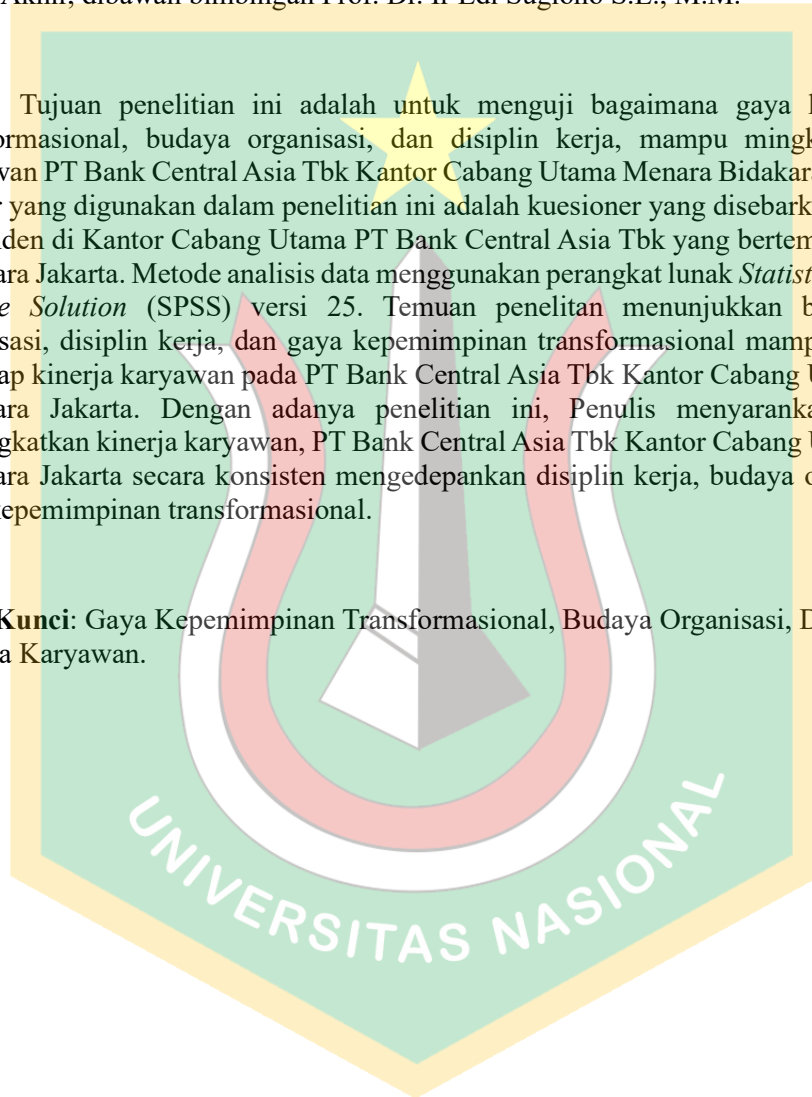 dibawah bimbingan Prof. Dr. Ir Edi Sugiono S.E., M.M.
Tujuan penelitian ini adalah untuk menguji bagaimana gaya
ormasional, budaya organisasi, dan disiplin kerja, mampu mingk
wan PT Bank Central Asia Tbk Kantor Cabang Utama Menara Bidakara
r yang digunakan dalam penelitian ini adalah kuesioner yang disebark
den di Kantor Cabang Utama PT Bank Central Asia Tbk yang bertem
ara Jakarta. Metode analisis data menggunakan perangkat lunak Statist
e Solution (SPSS) versi 25. Temuan penelitan menunjukkan b
sasi, disiplin kerja, dan gaya kepemimpinan transformasional mamp
ap kinerja karyawan pada PT Bank Central Asia Tbk Kantor Cabang U
ara Jakarta. Dengan adanya penelitian ini, Penulis menyaranka
gkatkan kinerja karyawan, PT Bank Central Asia Tbk Kantor Cabang U
ara Jakarta secara konsisten mengedepankan disiplin kerja, budaya o
kepemimpinan transformasional.
Kunci: Gaya Kepemimpinan Transformasional, Budaya Organisasi, D
a Karyawan.
UNIVERSITAS NASIONAL